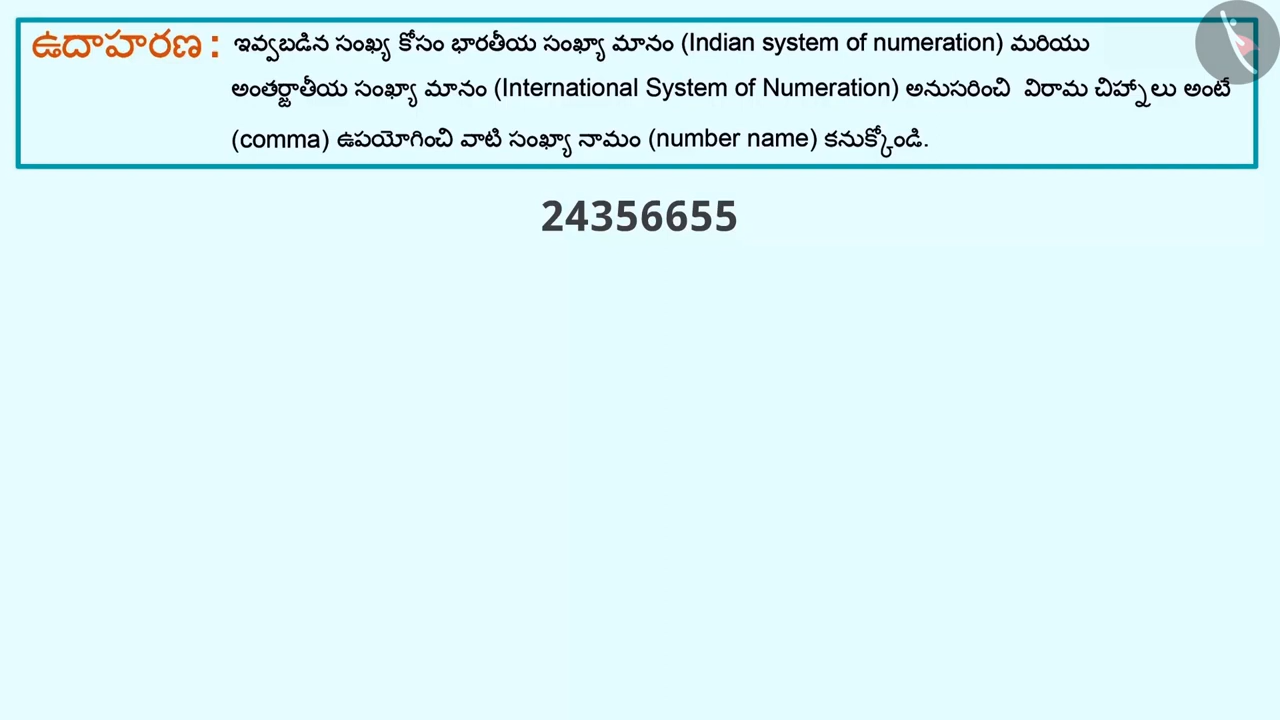 ఉదాహరణ : ఇవ్వబడిన సంఖ్య కోసం భారతీయ సంఖ్యా మానం (Indian system of numeration) మరియు
అంతర్జాతీయ సంఖ్యా మానం (International System of Numeration) అనుసరించి విరామ చిహ్నాలు అంటే
(comma) ఉపయోగించి వాటి సంఖ్యా నామం (number name) కనుక్కోండి.
24356655